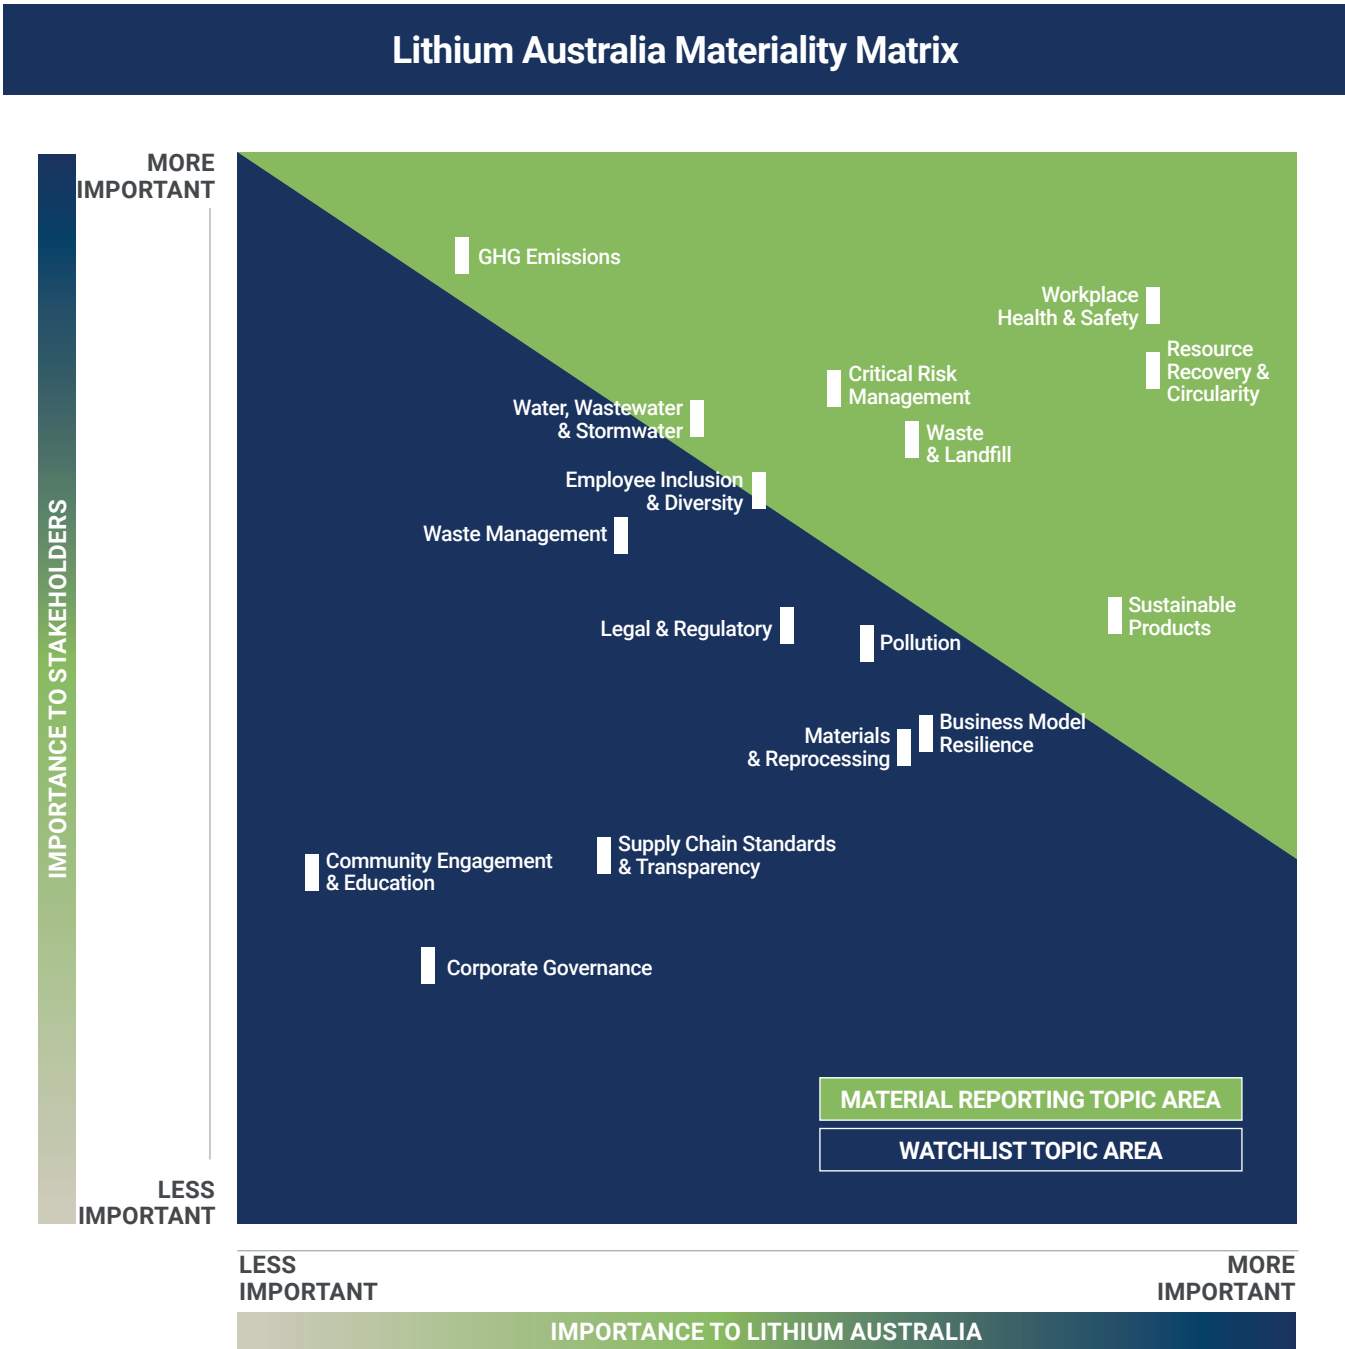 Lithium Australia Materiality Matrix
MORE
IMPORTANT
GHG Emissions
Workplace
Health & Safety
Resource
Recovery &
Circularity
Critical Risk
Management
Water, Wastewater
& Stormwater
Waste
& Landfill
Employee Inclusion
& Diversity
Waste Management
IMPORTANCE TO STAKEHOLDERS
Sustainable
Products
Legal & Regulatory
Pollution
Business Model
Resilience
Materials
& Reprocessing
Supply Chain Standards
& Transparency
Community Engagement
& Education
Corporate Governance
MATERIAL REPORTING TOPIC AREA
WATCHLIST TOPIC AREA
LESS
IMPORTANT
LESS
IMPORTANT
MORE
IMPORTANT
IMPORTANCE TO LITHIUM AUSTRALIA